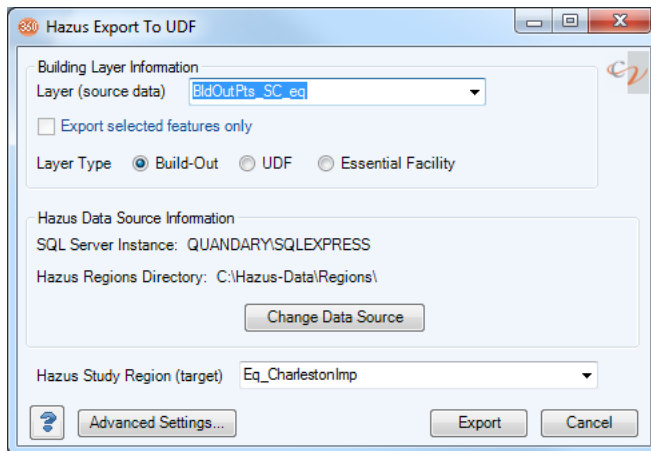 360 Hazus Export To UDF
Building Layer Information
CV
Layer (source data) BldOutPts_SC_eq
Export selected features only
Layer Type Build-Out UDF Essential Facility
Hazus Data Source Information
SQL Server Instance: QUANDARY\SQLEXPRESS
Hazus Regions Directory: C:\Hazus-Data\Regions\
Change Data Source
Hazus Study Region (target) Eq_CharlestonImp
? Advanced Settings... Export Cancel